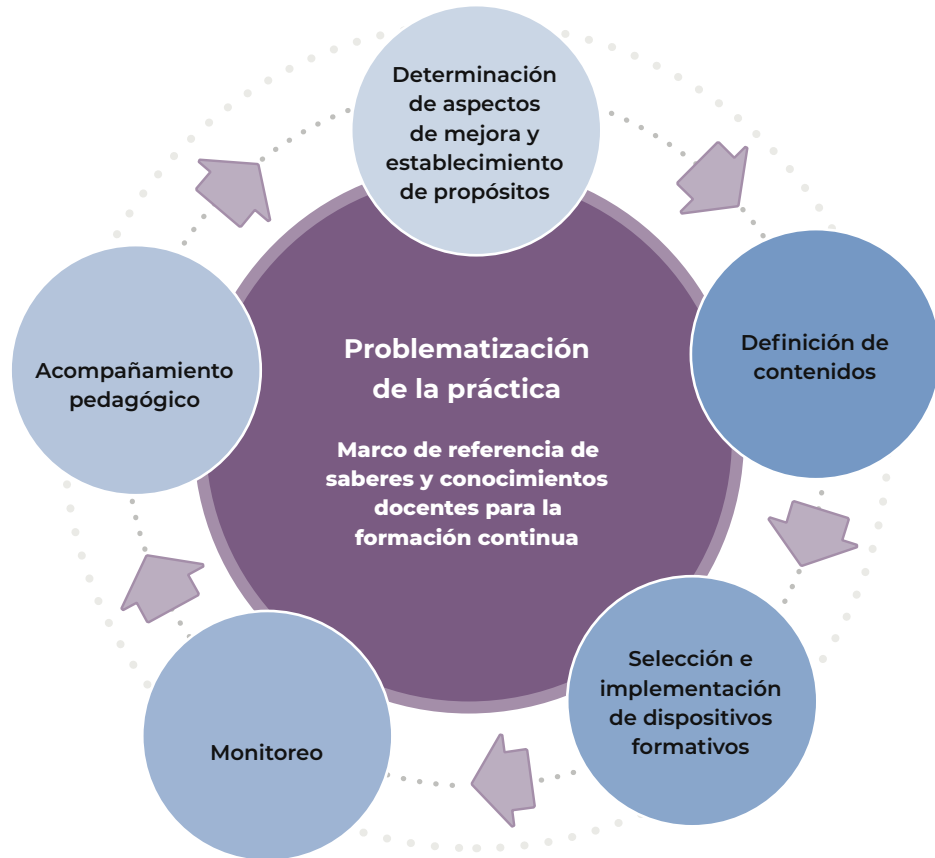 Determinación
de aspectos
de mejora y
establecimiento
de propósitos
Definición de
contenidos
Selección e
implementación
de dispositivos
formativos
Monitoreo
Acompañamiento
pedagógico
Problematización
de la práctica
Marco de referencia de
saberes y conocimientos
docentes para la
formación continua